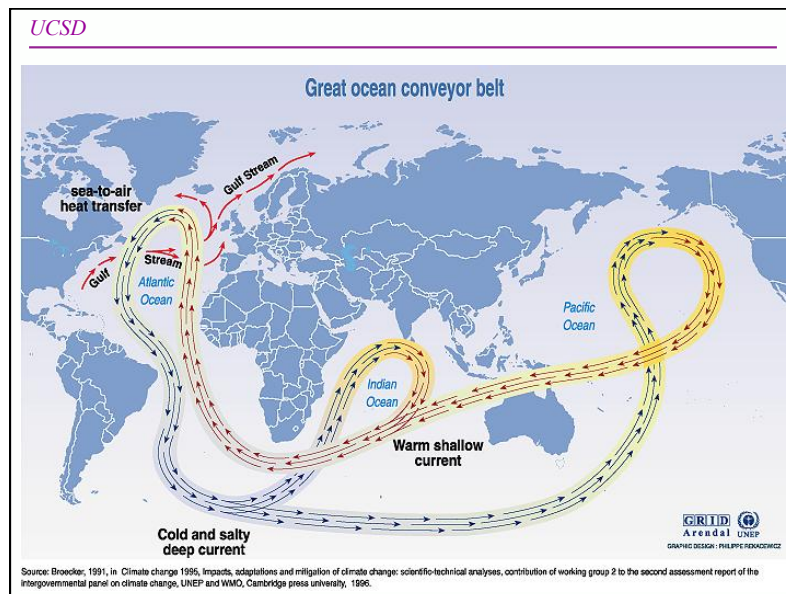 UCSD
Great ocean conveyor belt
Gulf Stream
sea-to-air
heat transfer
Gulf
Stream
Atlantic
Ocean
Pacific
Ocean
Indian
Ocean
Warm shallow
current
Cold and salty
deep current
GRID
Arendal
UNEP
GRAPHIC DESIGN : PHILIPPE REKACEWICZ
Source: Broecker, 1991, in Climate change 1995, Impacts, adaptations and mitigation of climate change: scientific-technical analyses, contribution of working group 2 to the second assessment report of the
intergovernmental panel on climate change, UNEP and WMO, Cambridge press university, 1996.